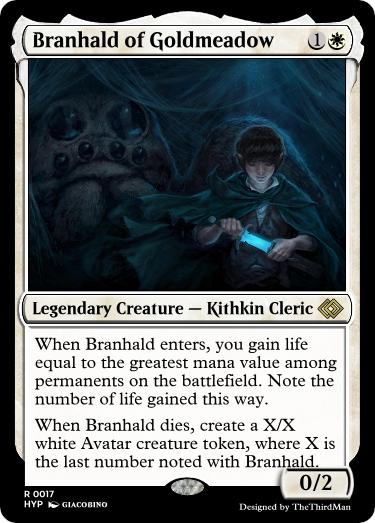 Branhald of Goldmeadow 1
Legendary Creature — Kithkin Cleric
When Branhald enters, you gain life
equal to the greatest mana value among
permanents on the battlefield. Note the
number of life gained this way.
When Branhald dies, create a X/X
white Avatar creature token, where X is
the last number noted with Branhald.
0/2
R 0017
HYP GIACOBINO
Designed by TheThirdMan